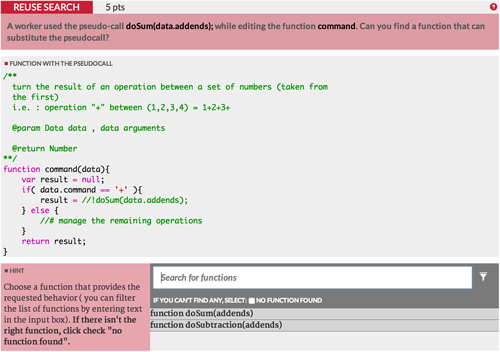 REUSE SEARCH 5 pts
A worker used the pseudo-call doSum(data.addends); while editing the function command. Can you find a function that can
substitute the pseudocall?
FUNCTION WITH THE PSEUDOCALL
/**
turn the result of an operation between a set of numbers (taken from
the first)
i.e. : operation "+" between (1,2,3,4) = 1+2+3+
@param Data data , data arguments
@return Number
**/
function command(data){
var result = null;
if( data.command == '+' ){
result = //!doSum(data.addends);
} else {
//# manage the remaining operations
}
return result;
}
HINT
Choose a function that provides the
requested behavior ( you can filter
the list of functions by entering text
in the input box). If there isn't the
right function, click check "no
function found".
Search for functions
IF YOU CAN'T FIND ANY, SELECT: NO FUNCTION FOUND
function doSum(addends)
function doSubtraction(addends)